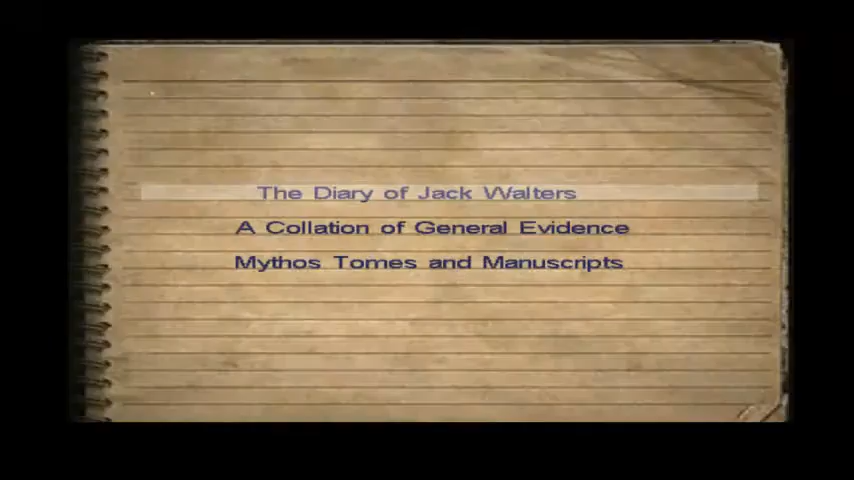 The Diary of Jack Walters
A Collation of General Evidence
Mythos Tomes and Manuscripts